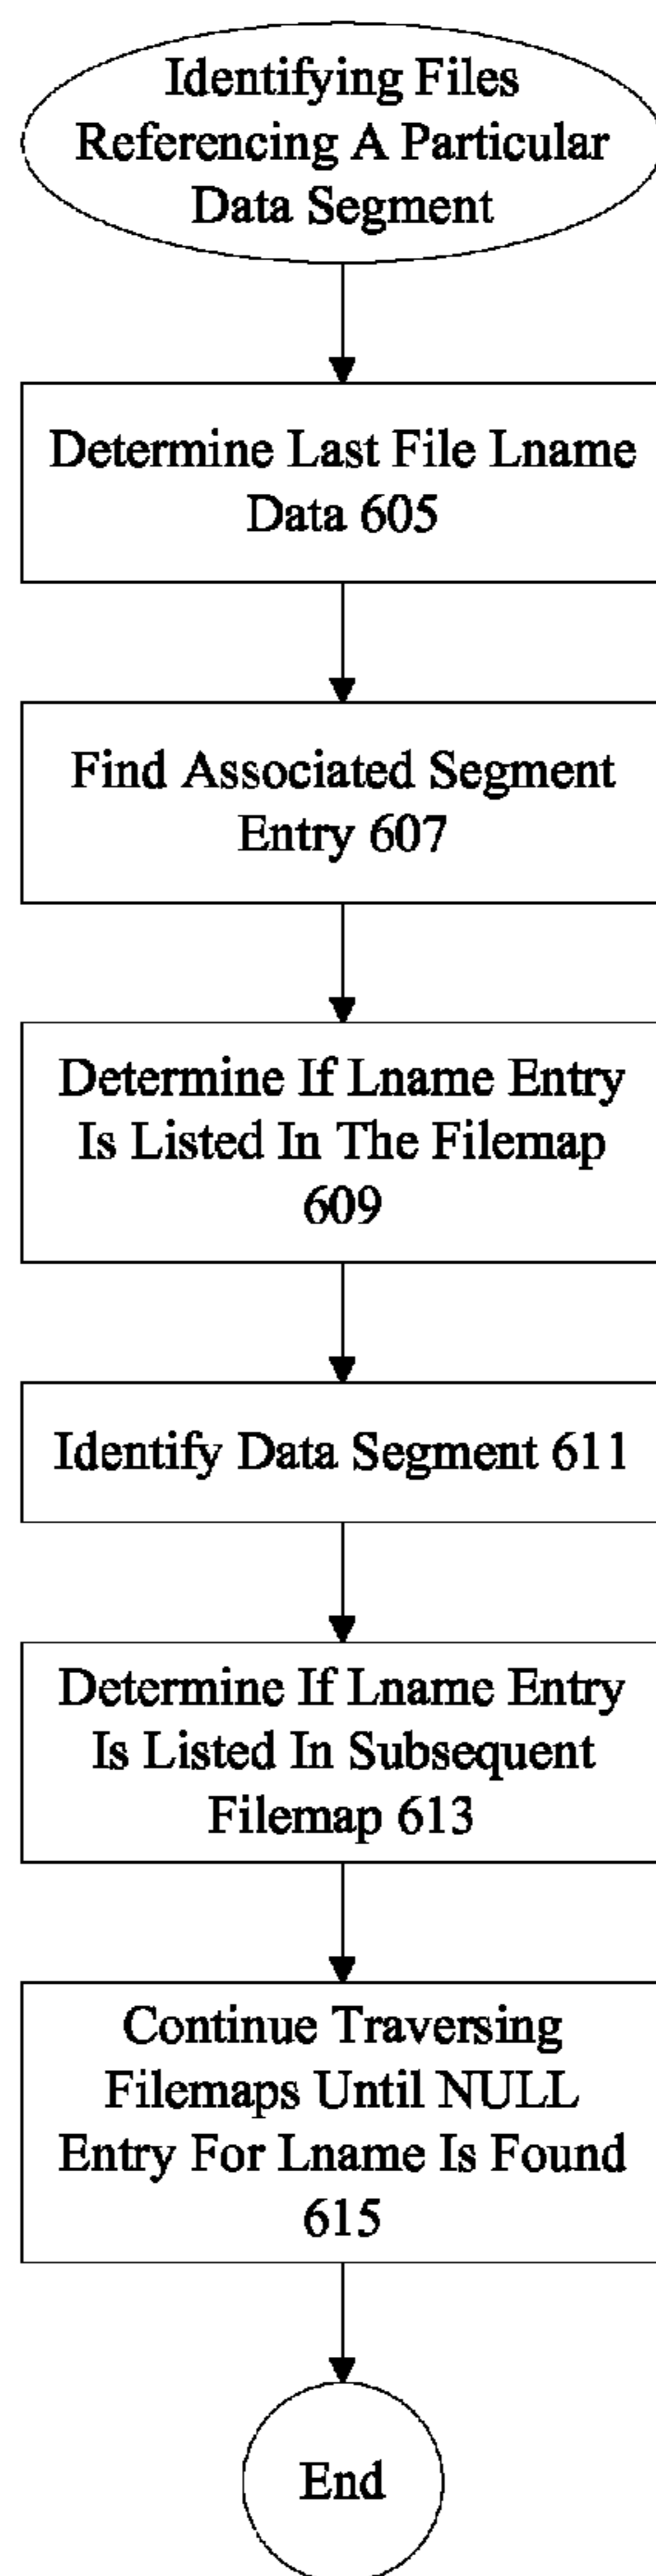 Identifying Files
Referencing A Particular
Data Segment
Determine Last File Lname
Data 605
Find Associated Segment
Entry 607
Determine If Lname Entry
Is Listed In The Filemap
609
Identify Data Segment 611
Determine If Lname Entry
Is Listed In Subsequent
Filemap 613
Continue Traversing
Filemaps Until NULL
Entry For Lname Is Found
615
End